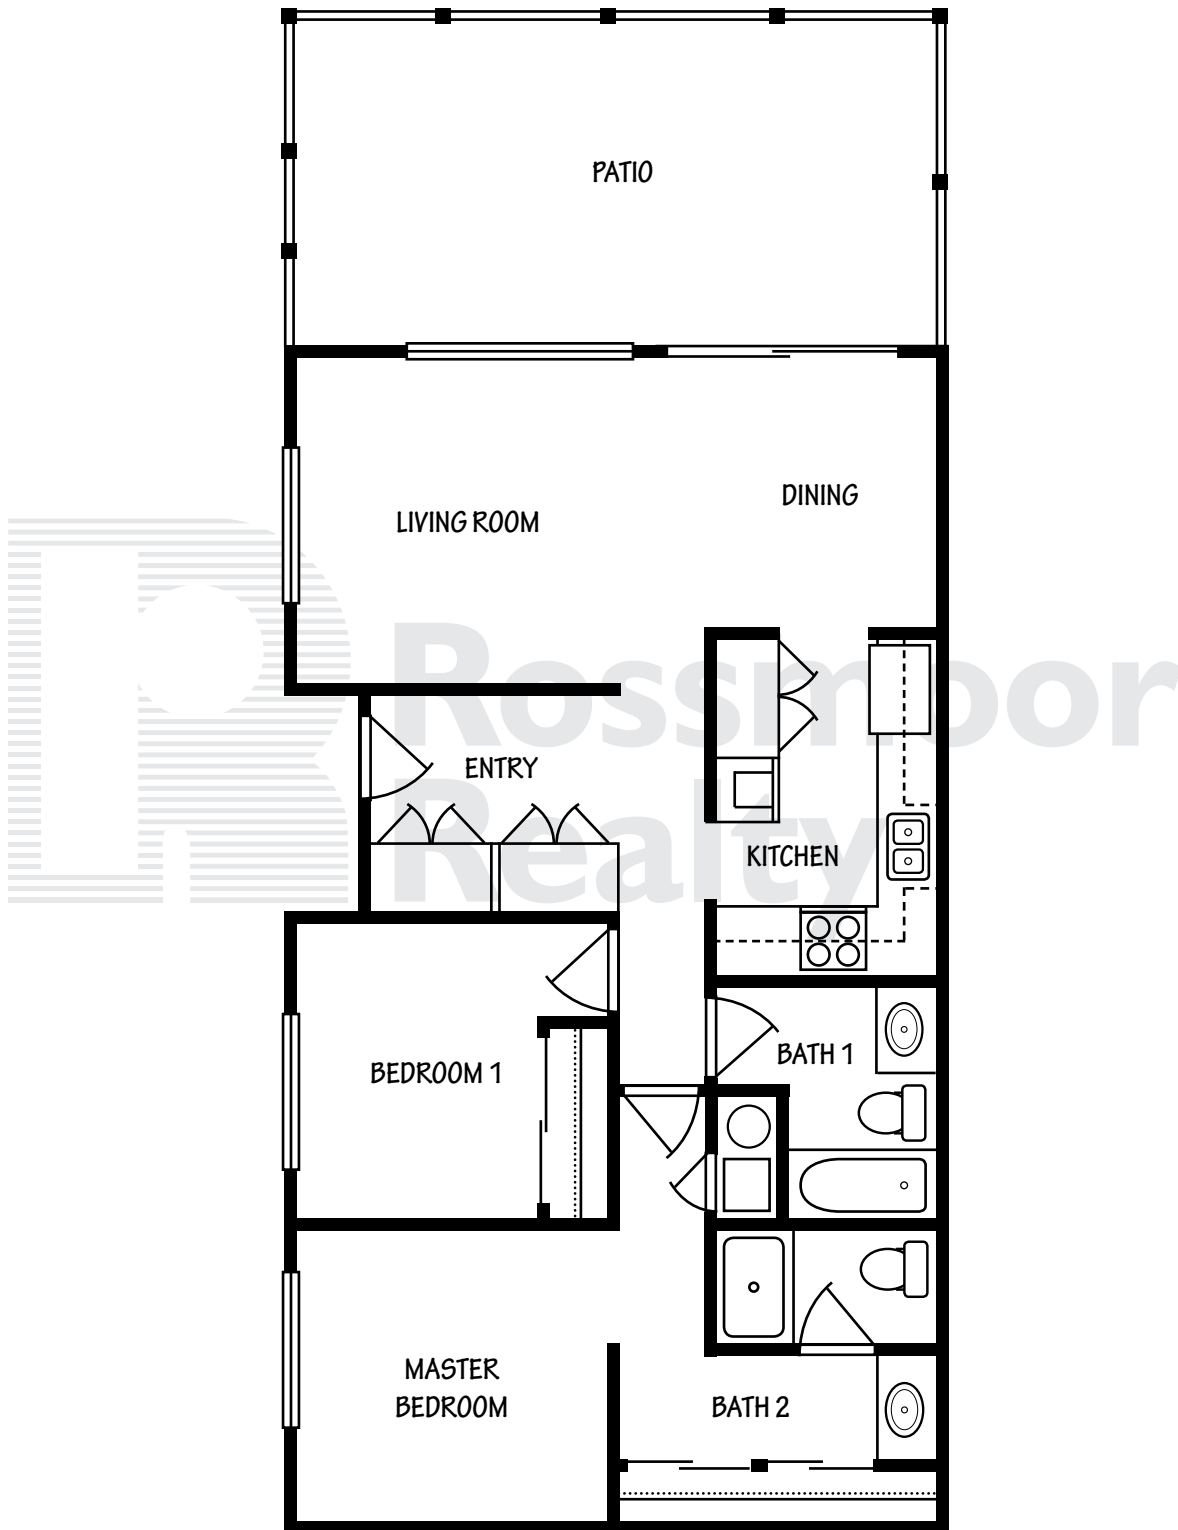 PATIO
DINING
LIVING ROOM
Rossmoor
Realty
ENTRY
KITCHEN
BATH 1
BEDROOM 1
MASTER
BEDROOM
BATH 2